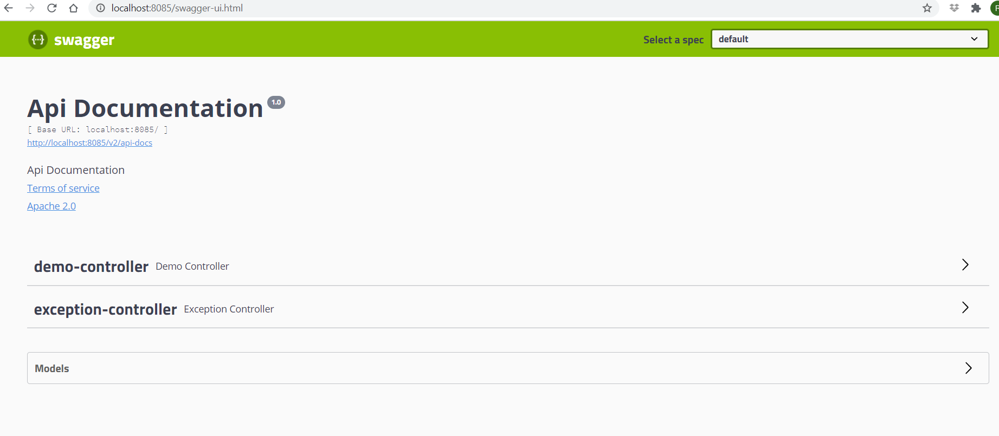 localhost:8085/swagger-ui.html
P
{···} swagger
Select a spec default
Api Documentation 1.0
[ Base URL: localhost:8085/ ]
http://localhost:8085/v2/api-docs
Api Documentation
Terms of service
Apache 2.0
demo-controller Demo Controller
exception-controller Exception Controller
Models